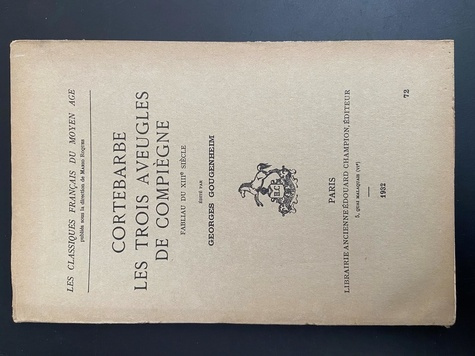 LES CLASSIQUES FRANÇAIS DU MOYEN AGE
publiés sous la direction de MARIO ROQUES
CORTEBARBE
LES TROIS AVEUGLES
DE COMPIÈGNE
FABLIAU DU XIIIᵉ SIÈCLE
ÉDITÉ PAR
GEORGES GOUGENHEIM
PARIS
LIBRAIRIE ANCIENNE ÉDOUARD CHAMPION, ÉDITEUR
5, QUAI MALAQUAIS (VIᵉ)
1932
72